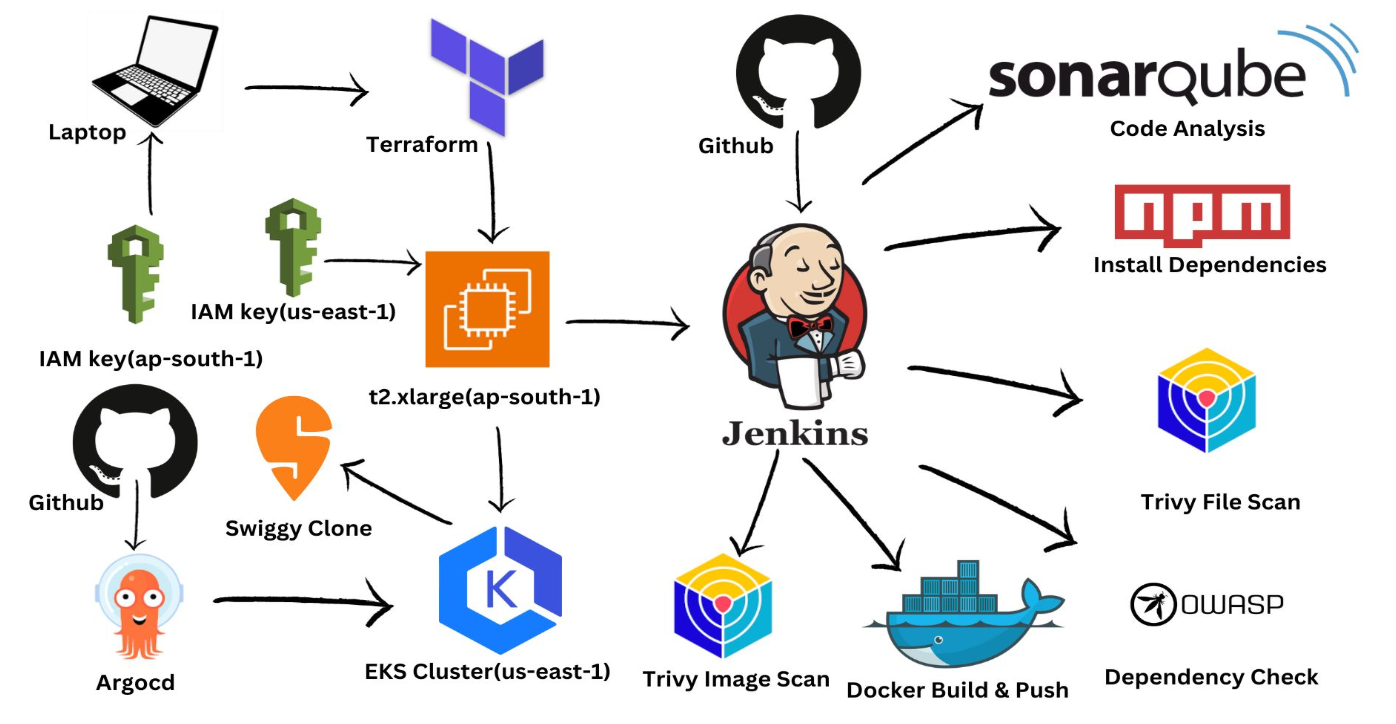 Laptop
Terraform
Github
sonarqube
Code Analysis
npm
Install Dependencies
IAM key(us-east-1)
IAM key(ap-south-1)
t2.xlarge(ap-south-1)
Jenkins
Trivy File Scan
Github
Swiggy Clone
K
EKS Cluster(us-east-1)
Argocd
Trivy Image Scan
Docker Build & Push
OWASP
Dependency Check